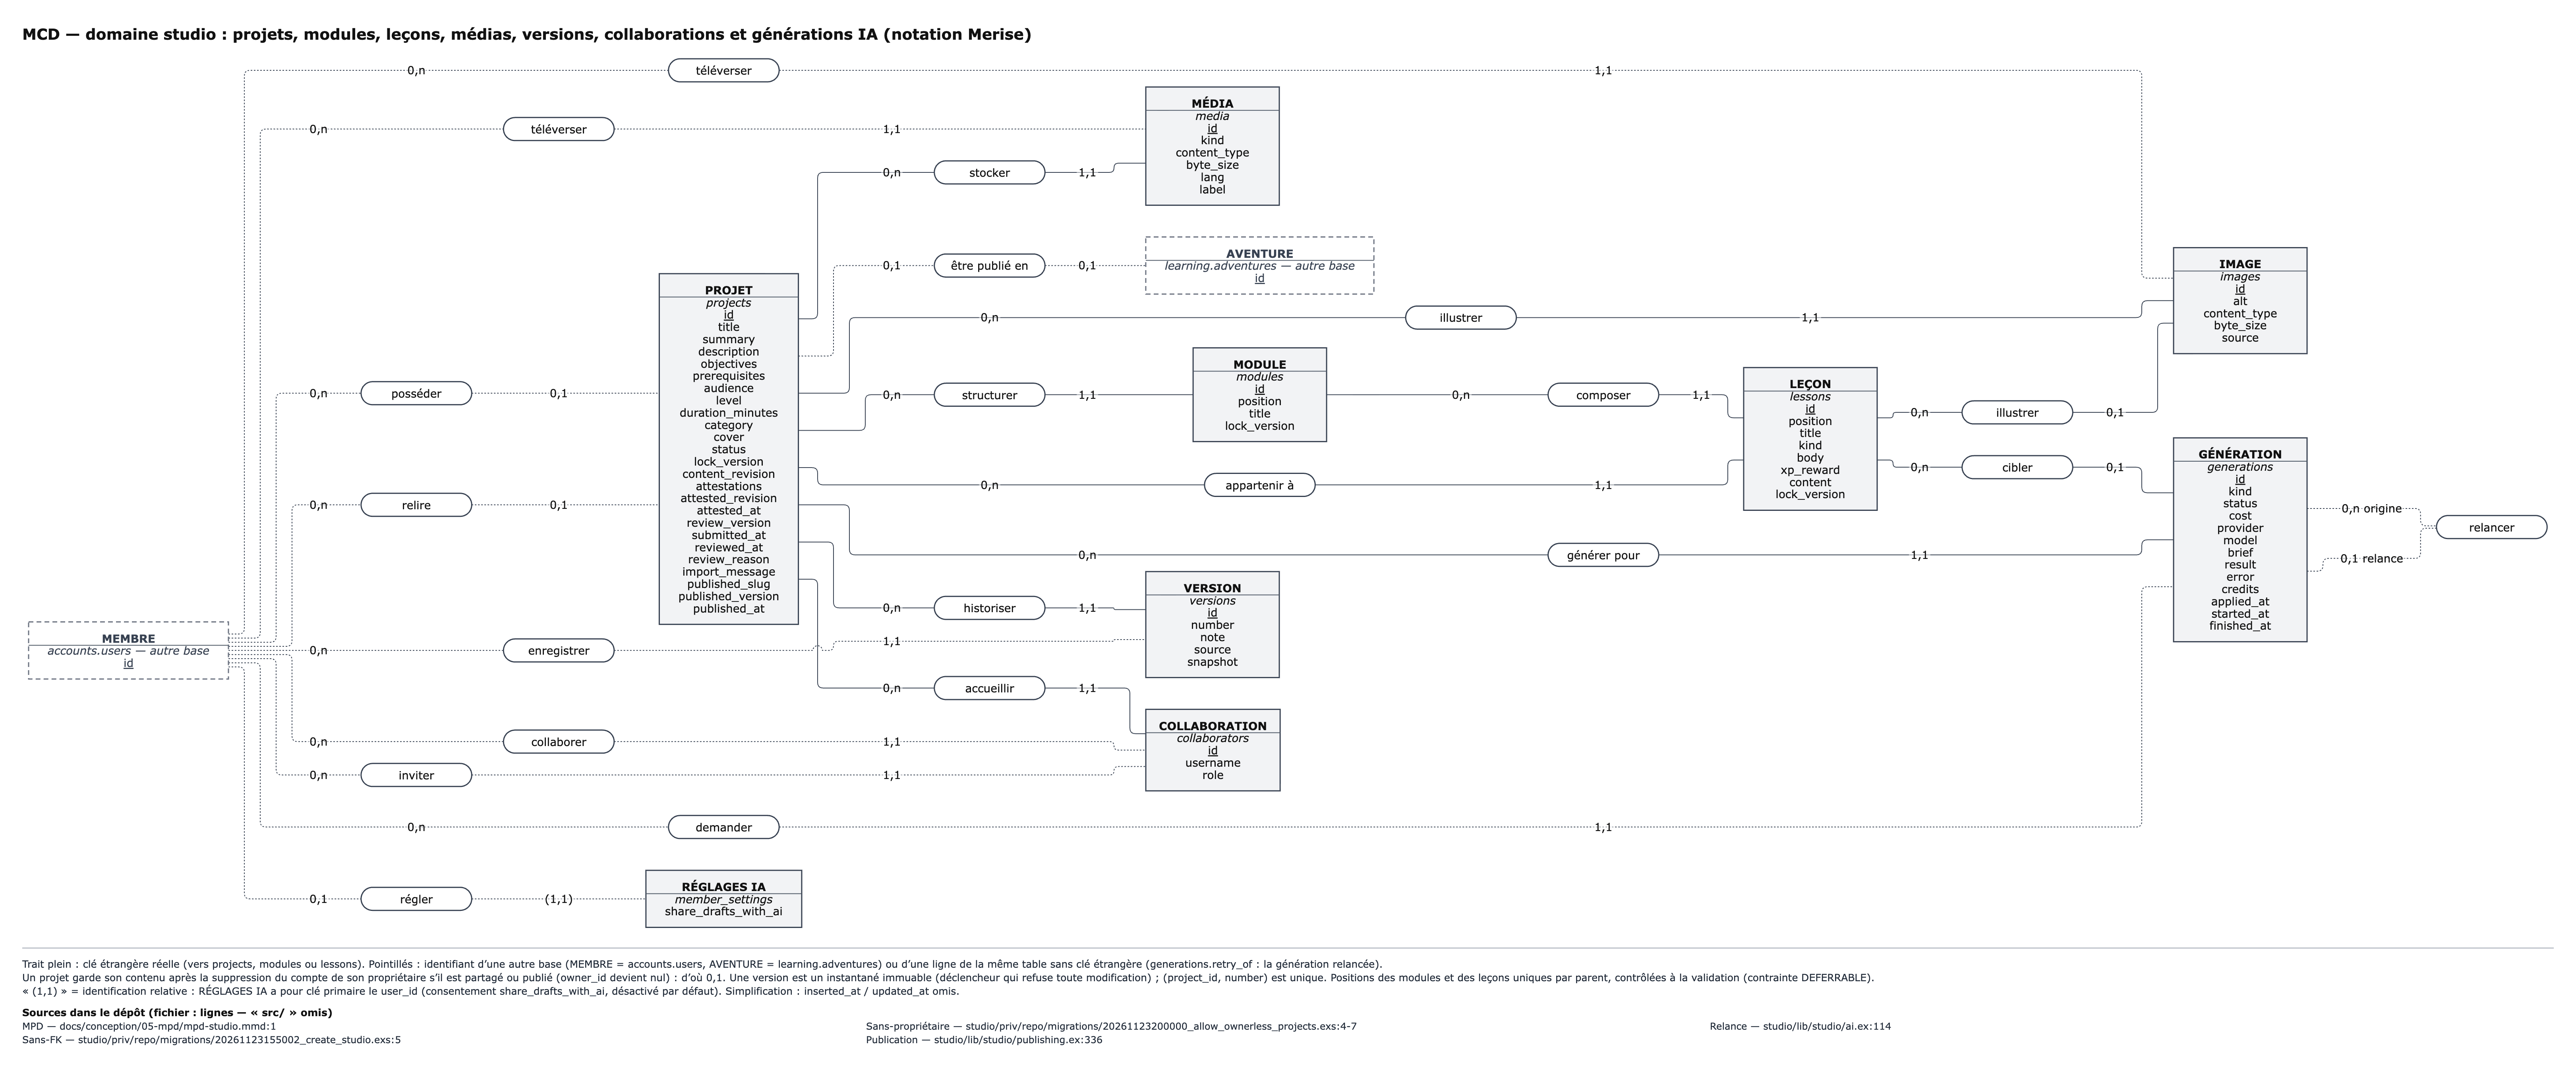 MCD — domaine studio : projets, modules, leçons, médias, versions, collaborations et générations IA (notation Merise)
0,n
téléverser
1,1
0,n
téléverser
1,1
MÉDIA
media
id
kind
content_type
byte_size
lang
label
0,n
stocker
1,1
0,1
être publié en
0,1
AVENTURE
learning.adventures — autre base
id
IMAGE
images
id
alt
content_type
byte_size
source
0,n
illustrer
1,1
PROJET
projects
id
title
summary
description
objectives
prerequisites
audience
level
duration_minutes
category
cover
status
lock_version
content_revision
attestations
attested_revision
attested_at
review_version
submitted_at
reviewed_at
review_reason
import_message
published_slug
published_version
published_at
0,n
posséder
0,1
0,n
structurer
1,1
MODULE
modules
id
position
title
lock_version
0,n
composer
1,1
LEÇON
lessons
id
position
title
kind
body
xp_reward
content
lock_version
0,n
illustrer
0,1
0,n
cibler
0,1
GÉNÉRATION
generations
id
kind
status
cost
provider
model
brief
result
error
credits
applied_at
started_at
finished_at
0,n origine
relancer
0,1 relance
0,n
relire
0,1
0,n
appartenir à
1,1
0,n
générer pour
1,1
MEMBRE
accounts.users — autre base
id
0,n
historiser
1,1
VERSION
versions
id
number
note
source
snapshot
0,n
enregistrer
1,1
0,n
accueillir
1,1
COLLABORATION
collaborators
id
username
role
0,n
collaborer
1,1
0,n
inviter
1,1
0,n
demander
1,1
0,1
régler
(1,1)
RÉGLAGES IA
member_settings
share_drafts_with_ai
Trait plein : clé étrangère réelle (vers projects, modules ou lessons). Pointillés : identifiant d’une autre base (MEMBRE = accounts.users, AVENTURE = learning.adventures) ou d’une ligne de la même table sans clé étrangère (generations.retry_of : la génération relancée).
Un projet garde son contenu après la suppression du compte de son propriétaire s’il est partagé ou publié (owner_id devient nul) : d’où 0,1. Une version est un instantané immuable (déclencheur qui refuse toute modification) ; (project_id, number) est unique. Positions des modules et des leçons uniques par parent, contrôlées à la validation (contrainte DEFERRABLE).
« (1,1) » = identification relative : RÉGLAGES IA a pour clé primaire le user_id (consentement share_drafts_with_ai, désactivé par défaut). Simplification : inserted_at / updated_at omis.
Sources dans le dépôt (fichier : lignes — « src/ » omis)
MPD — docs/conception/05-mpd/mpd-studio.mmd:1
Sans-propriétaire — studio/priv/repo/migrations/20261123200000_allow_ownerless_projects.exs:4-7
Relance — studio/lib/studio/ai.ex:114
Sans-FK — studio/priv/repo/migrations/20261123155002_create_studio.exs:5
Publication — studio/lib/studio/publishing.ex:336